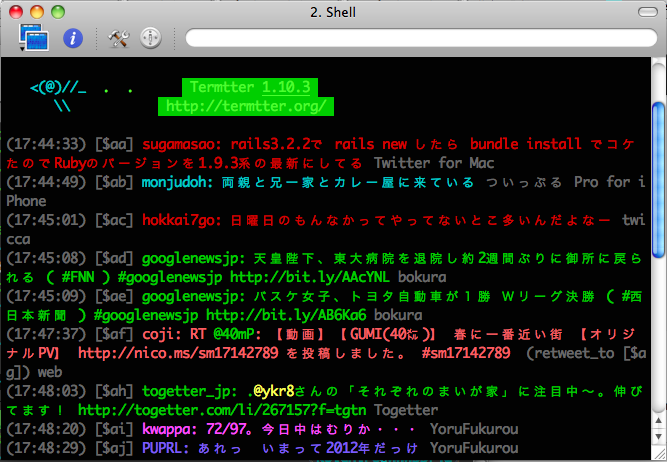 2. Shell
<(@)//_ . . Termtter 1.10.3
\\ http://termtter.org/
(17:44:33) [$aa] sugamasao: rails3.2.2で rails new したら bundle install でコケ
たのでRubyのバージョンを1.9.3系の最新にしてる Twitter for Mac
(17:44:49) [$ab] monjudoh: 両親と兄一家とカレー屋に来ている ついっぷる Pro for i
Phone
(17:45:01) [$ac] hokkai7go: 日曜日のもんなかってやってないとこ多いんだよなー twi
cca
(17:45:08) [$ad] googlenewsjp: 天皇陛下、東大病院を退院し約2週間ぶりに御所に戻ら
れる ( #FNN ) #googlenewsjp http://bit.ly/AAcYNL bokura
(17:45:09) [$ae] googlenewsjp: バスケ女子、トヨタ自動車が１勝 Ｗリーグ決勝 ( #西
日本新聞 ) #googlenewsjp http://bit.ly/AB6Ka6 bokura
(17:47:37) [$af] coji: RT @40mP: 【動画】【GUMI(40㍍)】 春に一番近い街 【オリジ
ナルPV】 http://nico.ms/sm17142789 を投稿しました。 #sm17142789 (retweet_to [$a
g]) web
(17:48:03) [$ah] togetter_jp: .@ykr8さんの「それぞれのまいが家」に注目中〜。伸び
てます！ http://togetter.com/li/267157?f=tgtn Togetter
(17:48:20) [$ai] kwappa: 72/97。今日中はむりか・・・ YoruFukurou
(17:48:29) [$aj] PUPRL: あれっ　いまって2012年だっけ YoruFukurou